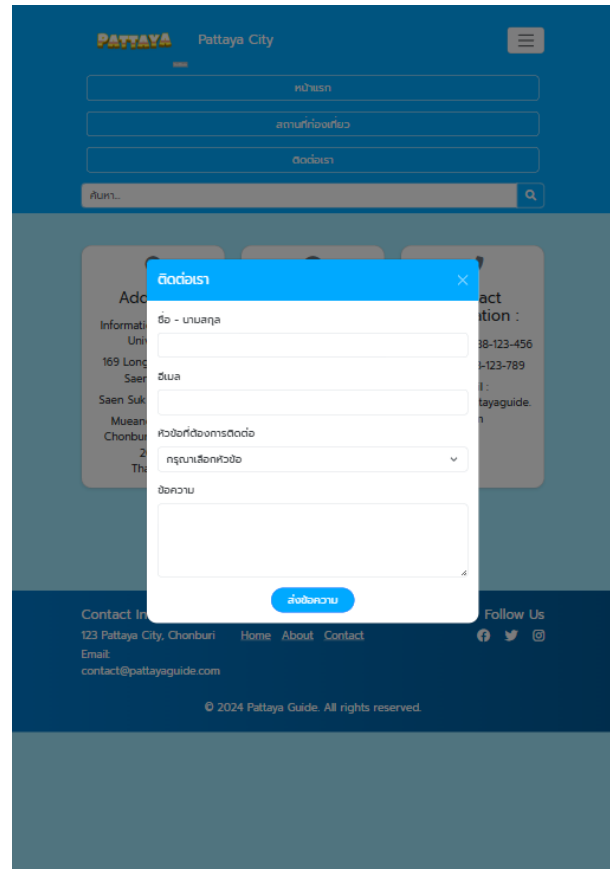 PATTAYA Pattaya City
หน้าแรก
สถานที่ท่องเที่ยว
ติดต่อเรา
ค้นหา...
ติดต่อเรา
ชื่อ - นามสกุล
อีเมล
หัวข้อที่ต้องการติดต่อ
กรุณาเลือกหัวข้อ
ข้อความ
ส่งข้อความ
Add
Informati
Univ
169 Long
Saer
Saen Suk
Muean
Chonbur
2
Tha
act
ation :
38-123-456
-123-789
l :
tayaguide.
Contact In
123 Pattaya City, Chonburi
Email:
contact@pattayaguide.com
Home About Contact
Follow Us
© 2024 Pattaya Guide. All rights reserved.